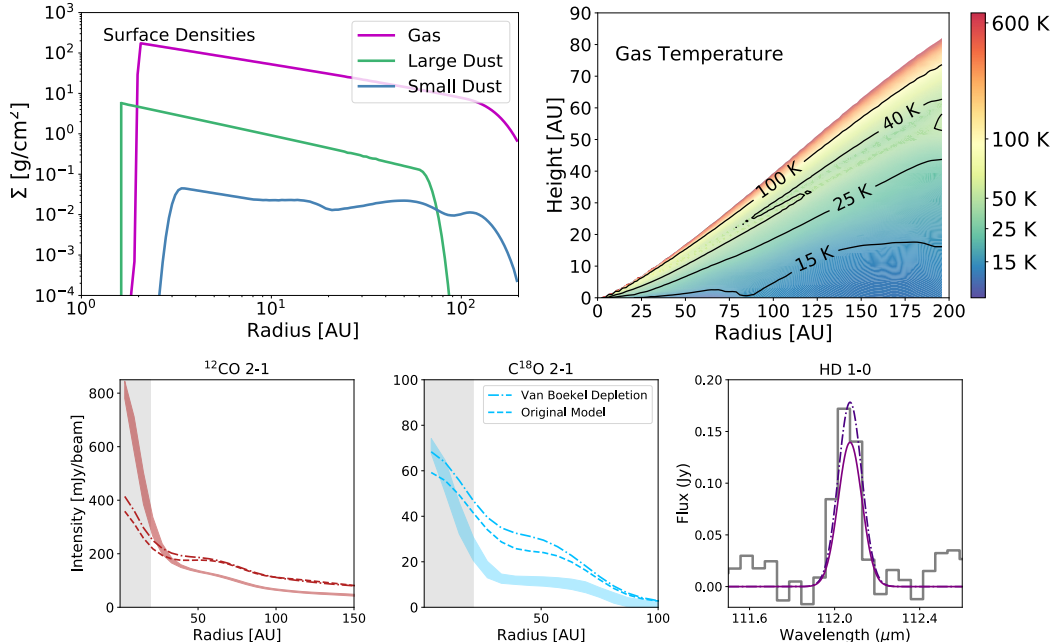 Surface Densities
Gas
Large Dust
Small Dust
Σ [g/cm²]
10³
10²
10¹
10⁰
10⁻¹
10⁻²
10⁻³
10⁻⁴
10⁰
10¹
10²
Radius [AU]
Gas Temperature
Height [AU]
90
80
70
60
50
40
30
20
10
0
100 K
40 K
25 K
15 K
0 25 50 75 100 125 150 175 200
Radius [AU]
600 K
100 K
50 K
25 K
15 K
¹²CO 2-1
Intensity [mJy/beam]
800
600
400
200
0
50 100 150
Radius [AU]
C¹⁸O 2-1
Van Boekel Depletion
Original Model
100
80
60
40
20
0
50 100
Radius [AU]
HD 1-0
Flux (Jy)
0.20
0.15
0.10
0.05
0.00
111.6 112.0 112.4
Wavelength (μm)